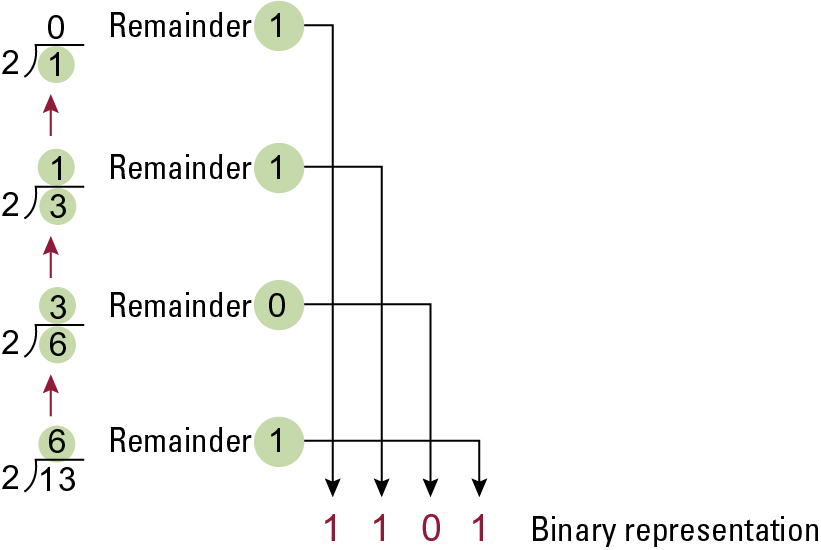 0 Remainder 1
2 1
1 Remainder 1
2 3
3 Remainder 0
2 6
6 Remainder 1
2 13
1 1 0 1 Binary representation